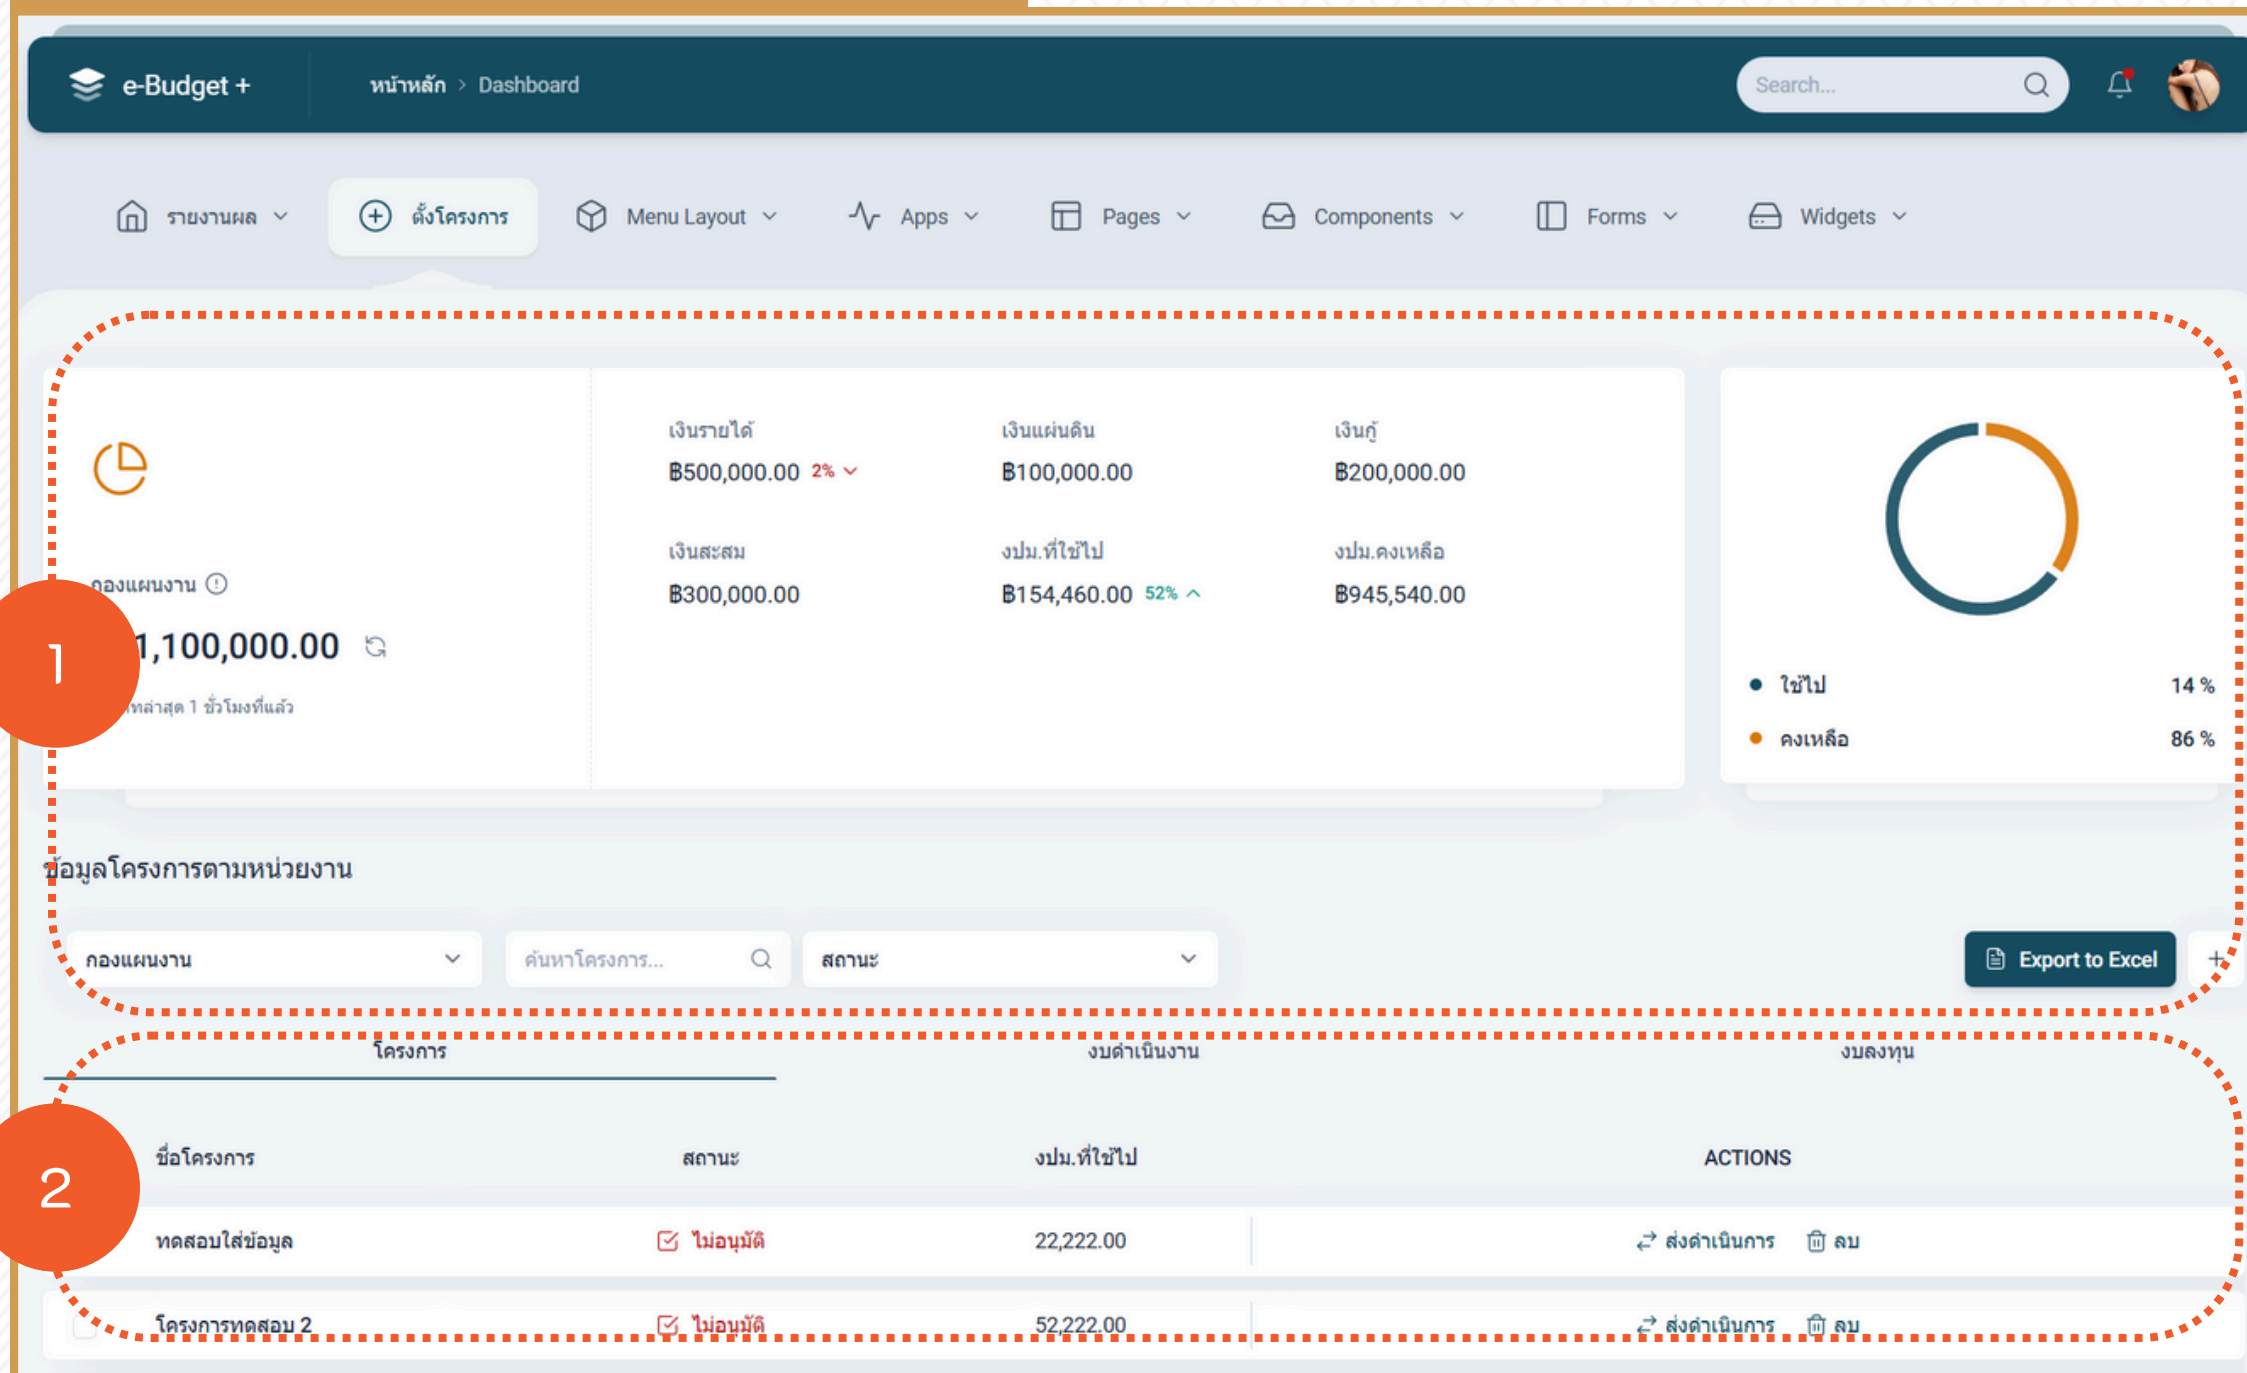 e-Budget +
หน้าหลัก > Dashboard
Search...
รายงานผล
ตั้งโครงการ
Menu Layout
Apps
Pages
Components
Forms
Widgets
เงินรายได้
เงินแผ่นดิน
เงินกู้
฿500,000.00 2%
฿100,000.00
฿200,000.00
เงินสะสม
งปม.ที่ใช้ไป
งปม.คงเหลือ
฿300,000.00
฿154,460.00 52%
฿945,540.00
กองแผนงาน
1,100,000.00
ล่าสุด 1 ชั่วโมงที่แล้ว
1
ใช้ไป 14 %
คงเหลือ 86 %
ข้อมูลโครงการตามหน่วยงาน
กองแผนงาน
ค้นหาโครงการ...
สถานะ
Export to Excel
+
โครงการ
งบดำเนินงาน
งบลงทุน
2
ชื่อโครงการ
สถานะ
งปม.ที่ใช้ไป
ACTIONS
ทดสอบใส่ข้อมูล
ไม่อนุมัติ
22,222.00
ส่งดำเนินการ
ลบ
โครงการทดสอบ 2
ไม่อนุมัติ
52,222.00
ส่งดำเนินการ
ลบ